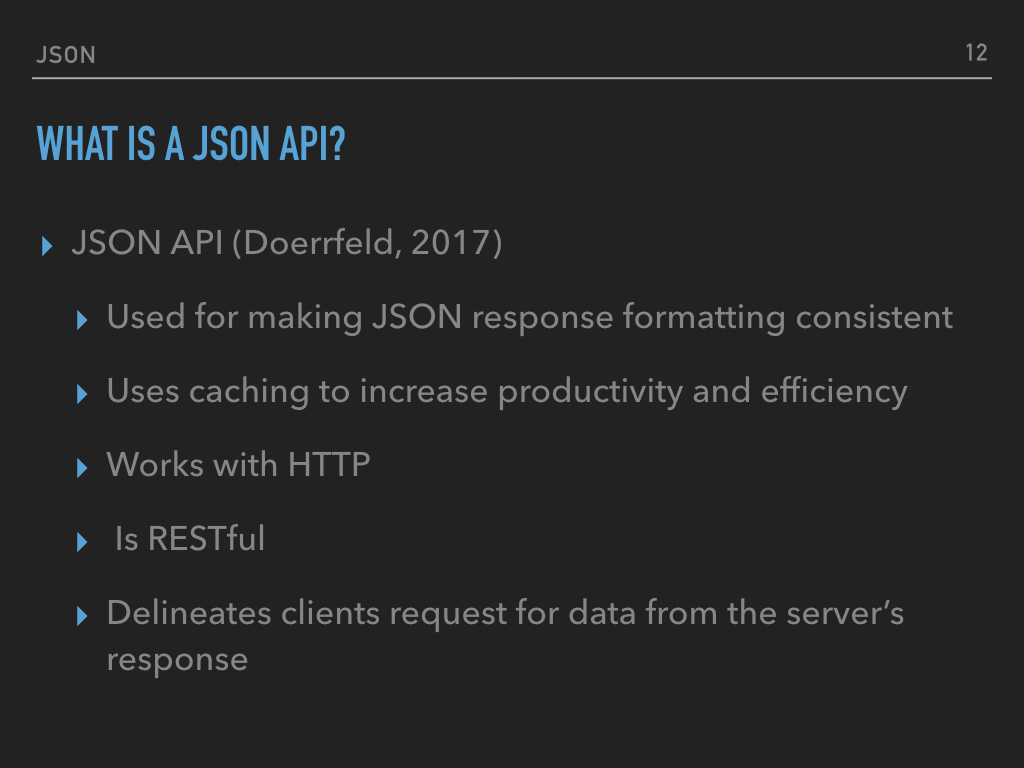 JSON
12
WHAT IS A JSON API?
JSON API (Doerrfeld, 2017)
Used for making JSON response formatting consistent
Uses caching to increase productivity and efficiency
Works with HTTP
Is RESTful
Delineates clients request for data from the server’s
response